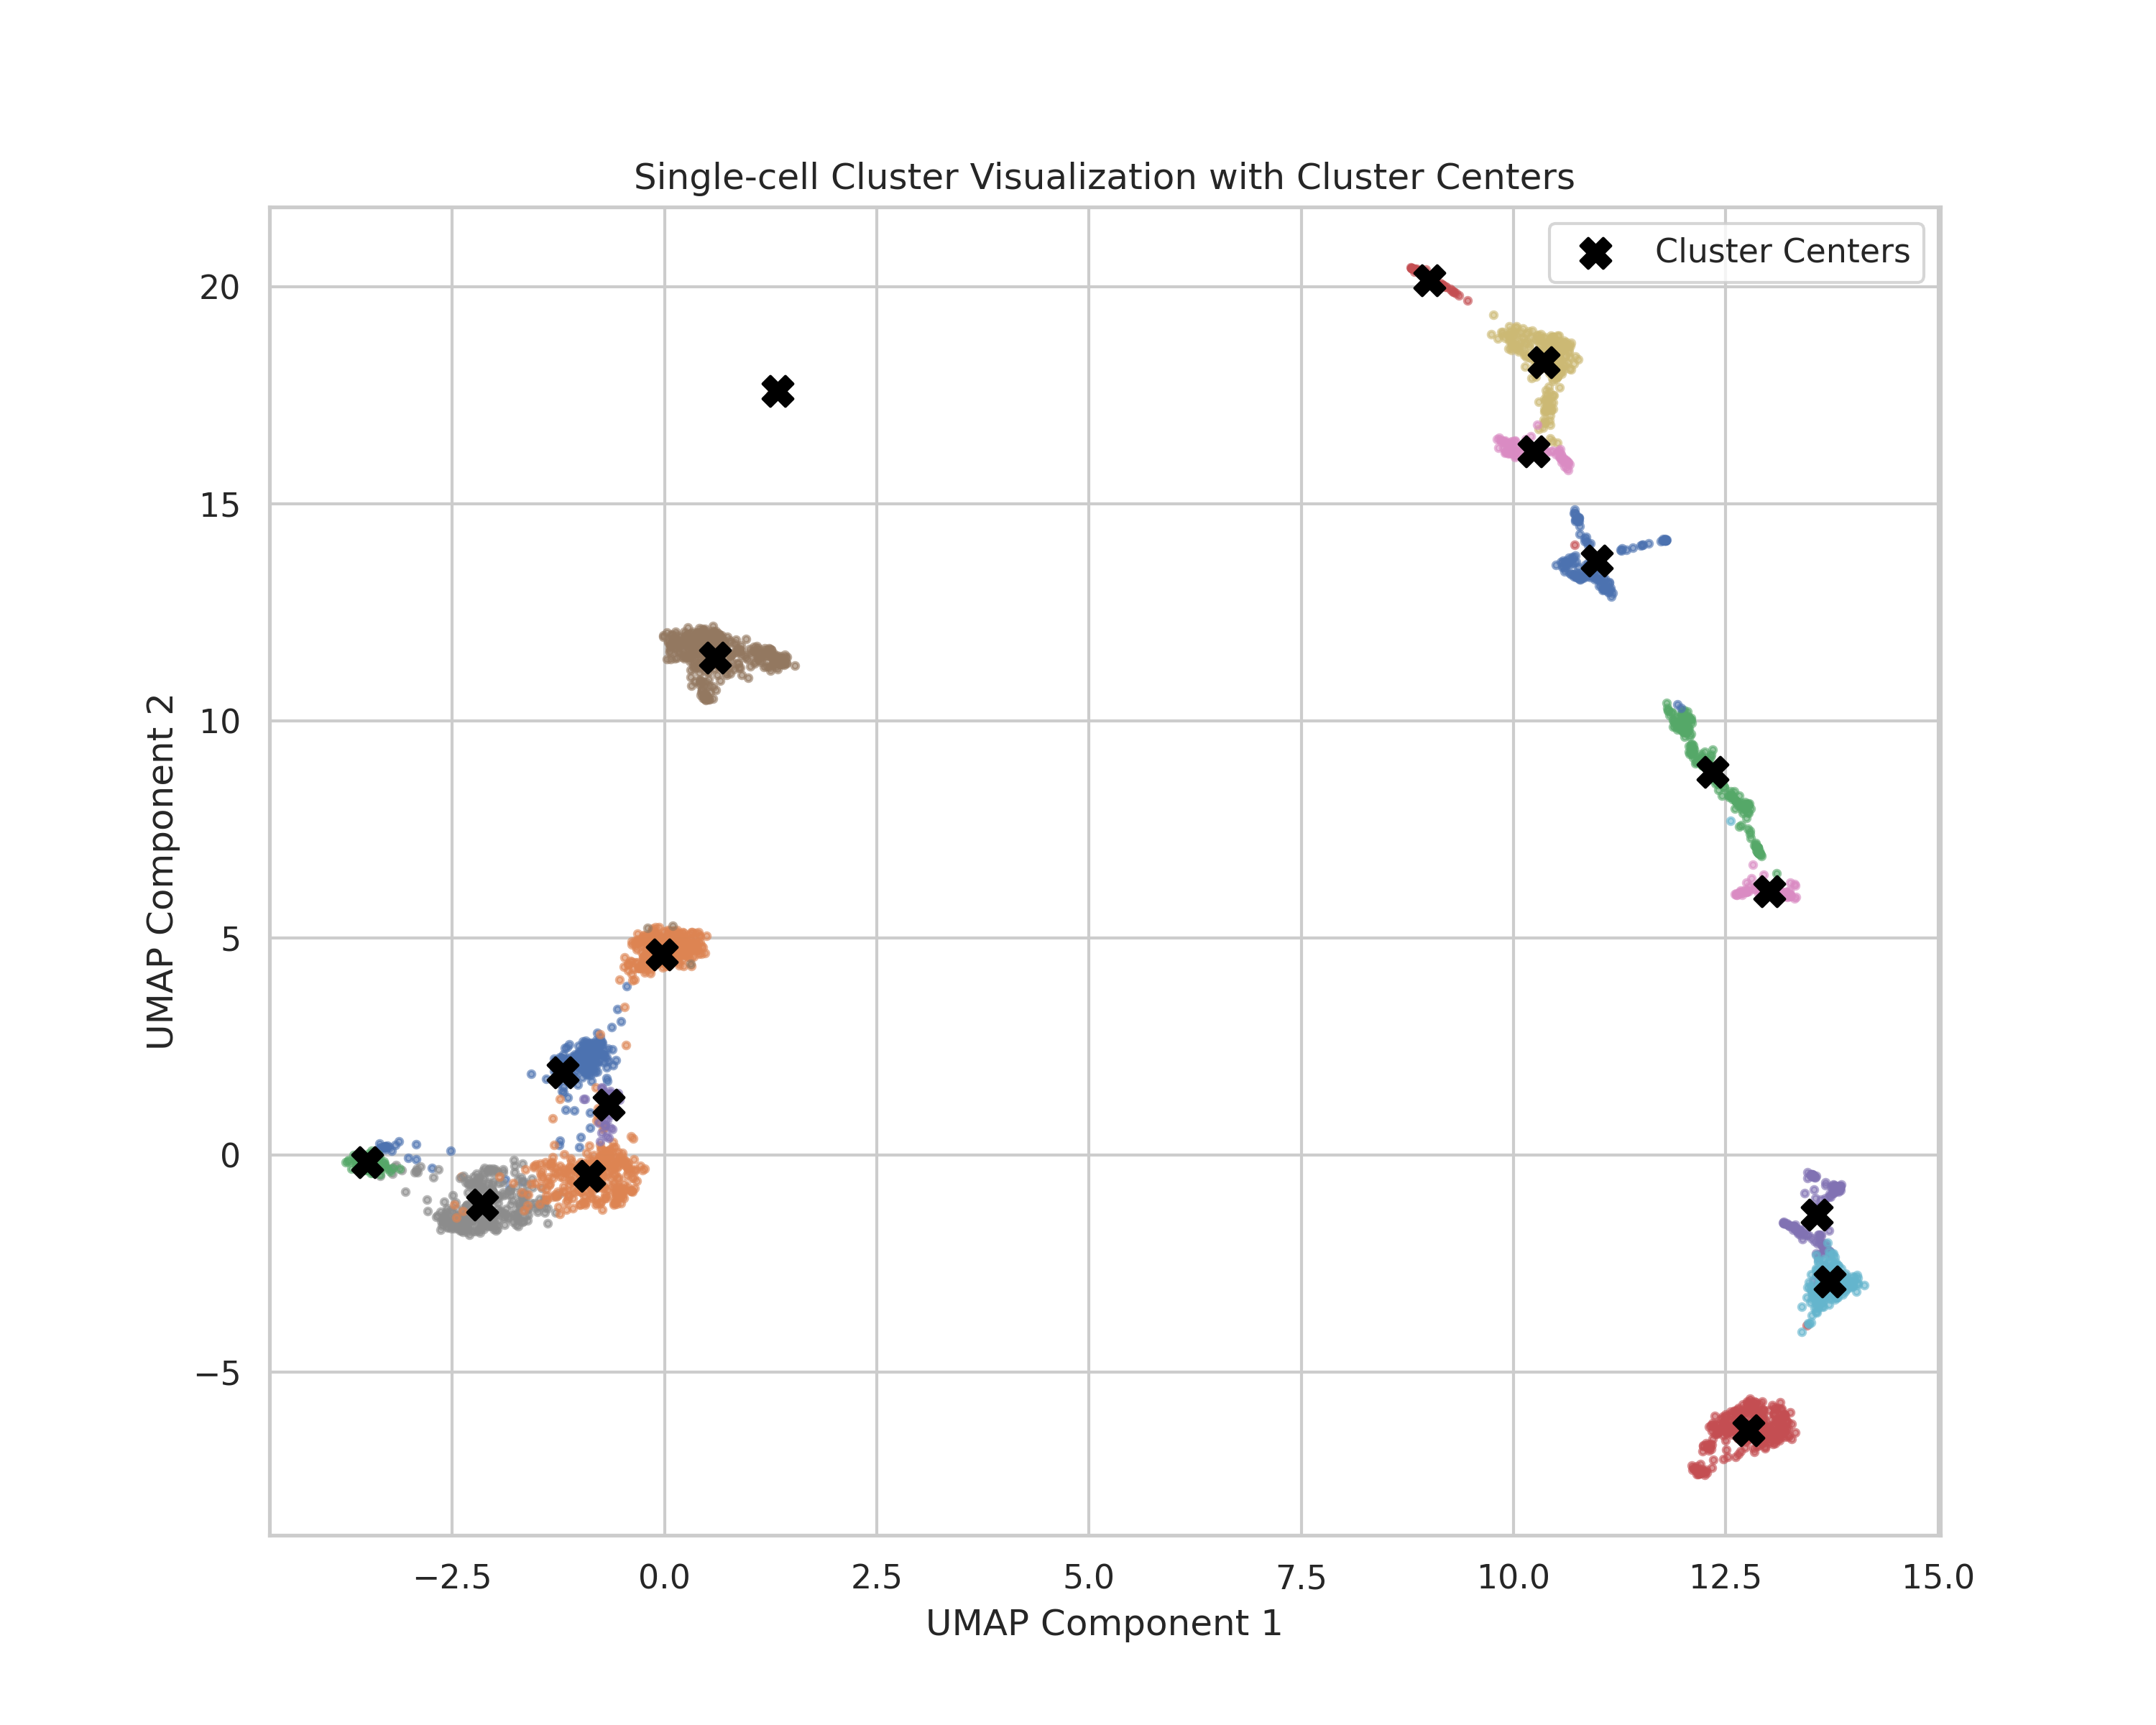 Single-cell Cluster Visualization with Cluster Centers
Cluster Centers
UMAP Component 2
20
15
10
5
0
−5
−2.5 0.0 2.5 5.0 7.5 10.0 12.5 15.0
UMAP Component 1